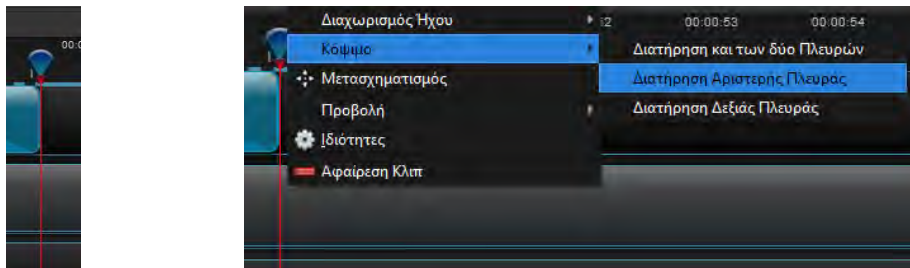 00:0
Διαχωρισμός Ήχου
:2 00:00:53 00:00:54
Κόψιμο
Διατήρηση και των δύο Πλευρών
Μετασχηματισμός
Διατήρηση Αριστερής Πλευράς
Προβολή
Διατήρηση Δεξιάς Πλευράς
Ιδιότητες
Αφαίρεση Κλιπ